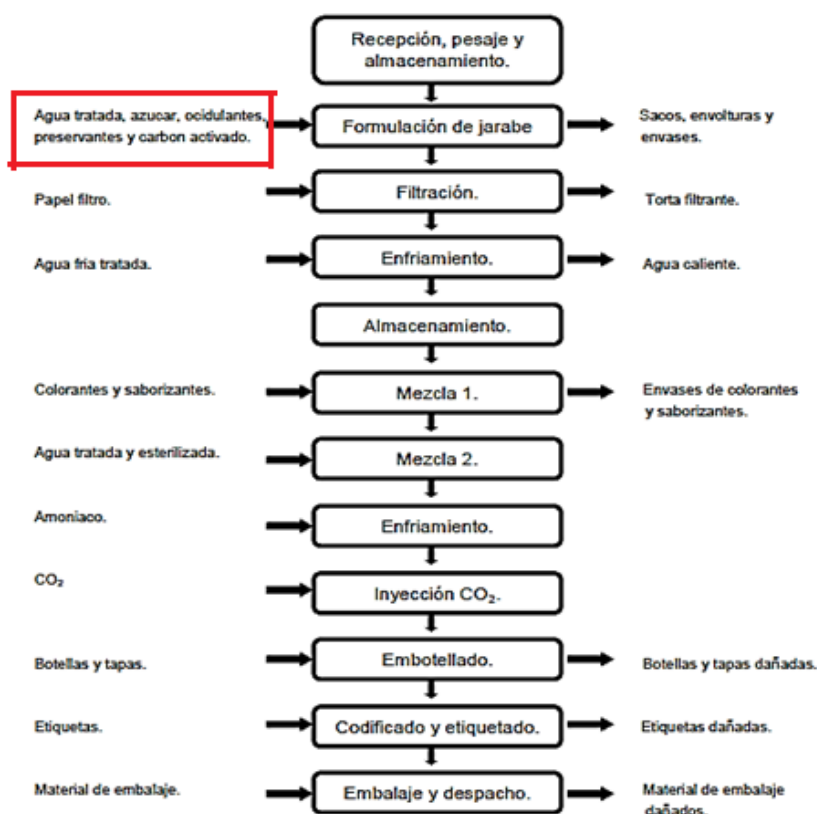 Recepción, pesaje y
almacenamiento.
Agua tratada, azucar, ocidulantes,
preservantes y carbon activado.
Formulación de jarabe
Sacos, envolturas y
envases.
Papel filtro.
Filtración.
Torta filtrante.
Agua fria tratada.
Enfriamiento.
Agua caliente.
Almacenamiento.
Colorantes y saborizantes.
Mezcla 1.
Envases de colorantes
y saborizantes.
Agua tratada y esterilizada.
Mezcla 2.
Amoniaco.
Enfriamiento.
CO₂
Inyección CO₂.
Botellas y tapas.
Embotellado.
Botellas y tapas dañadas.
Etiquetas.
Codificado y etiquetado.
Etiquetas dañadas.
Material de embalaje.
Embalaje y despacho.
Material de embalaje
dañados.